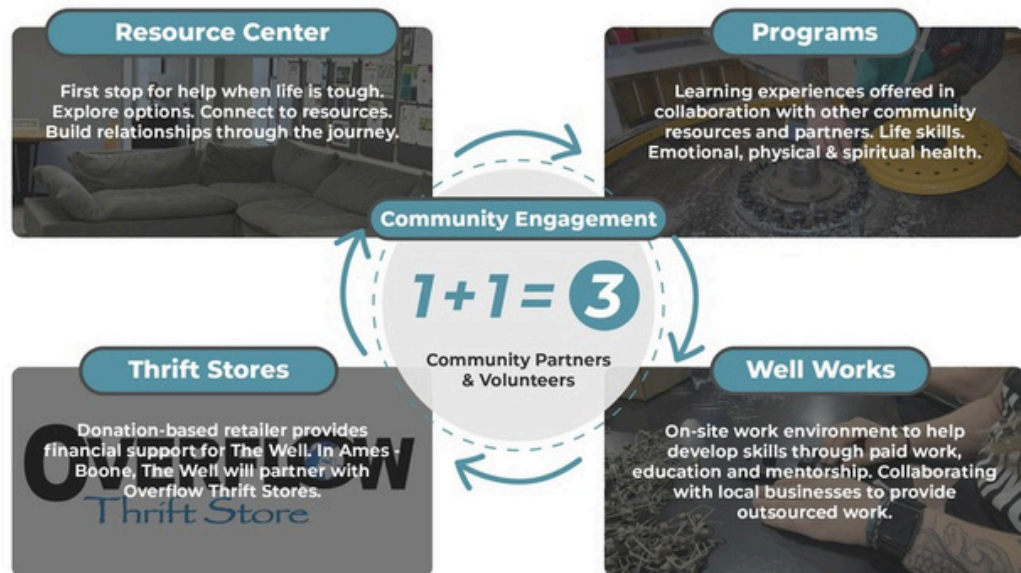 Resource Center
First stop for help when life is tough.
Explore options. Connect to resources.
Build relationships through the journey.
Programs
Learning experiences offered in
collaboration with other community
resources and partners. Life skills.
Emotional, physical & spiritual health.
Community Engagement
1+1= 3
Community Partners
& Volunteers
Thrift Stores
Donation-based retailer provides
financial support for The Well. In Ames -
Boone, The Well will partner with
Overflow Thrift Stores.
OVERFLOW
Thrift Store
Well Works
On-site work environment to help
develop skills through paid work,
education and mentorship. Collaborating
with local businesses to provide
outsourced work.